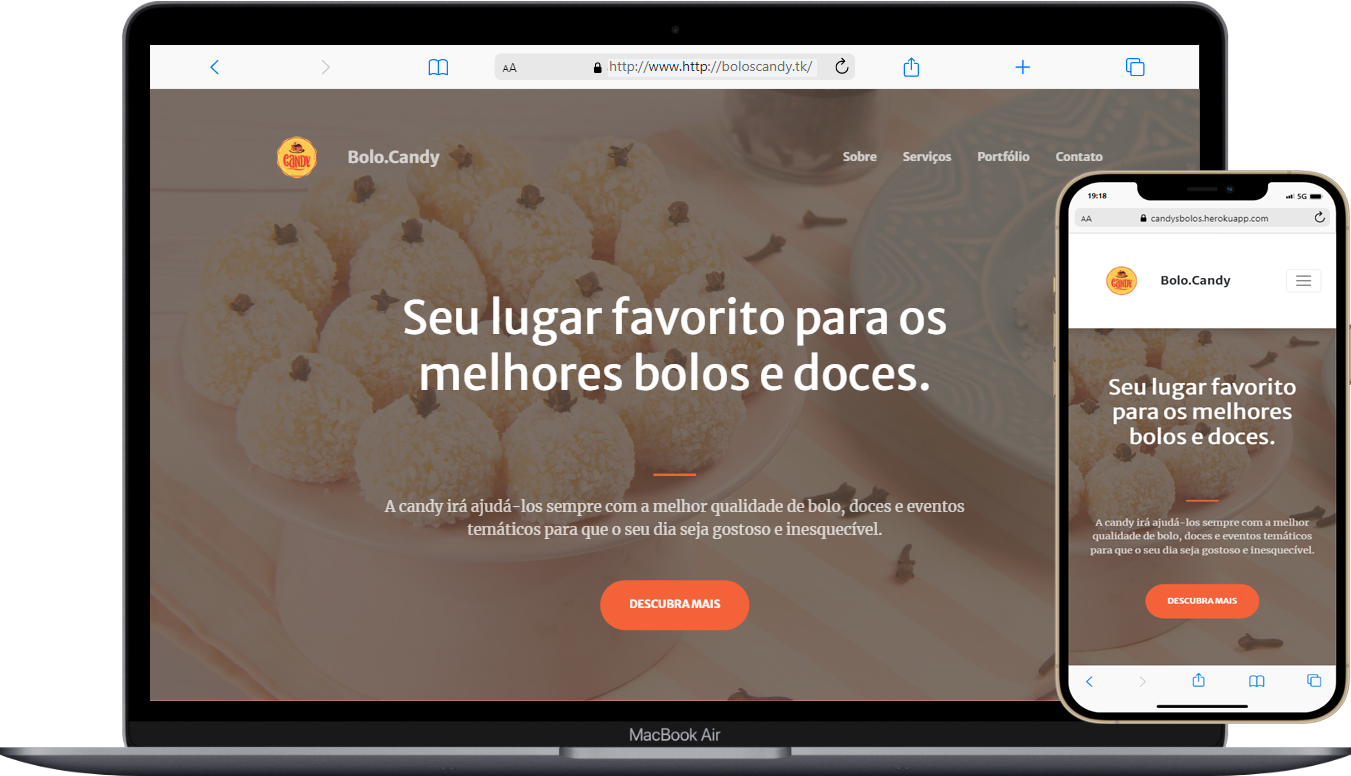 AA
http://www.http://boloscandy.tk/
CANDY
Bolo.Candy
Sobre Serviços Portfólio Contato
Seu lugar favorito para os
melhores bolos e doces.
A candy irá ajudá-los sempre com a melhor qualidade de bolo, doces e eventos
temáticos para que o seu dia seja gostoso e inesquecível.
DESCUBRA MAIS
MacBook Air
19:18
5G
AA
candysbolos.herokuapp.com
CANDY
Bolo.Candy
Seu lugar favorito
para os melhores
bolos e doces.
A candy irá ajudá-los sempre com a melhor
qualidade de bolo, doces e eventos temáticos
para que o seu dia seja gostoso e inesquecível.
DESCUBRA MAIS